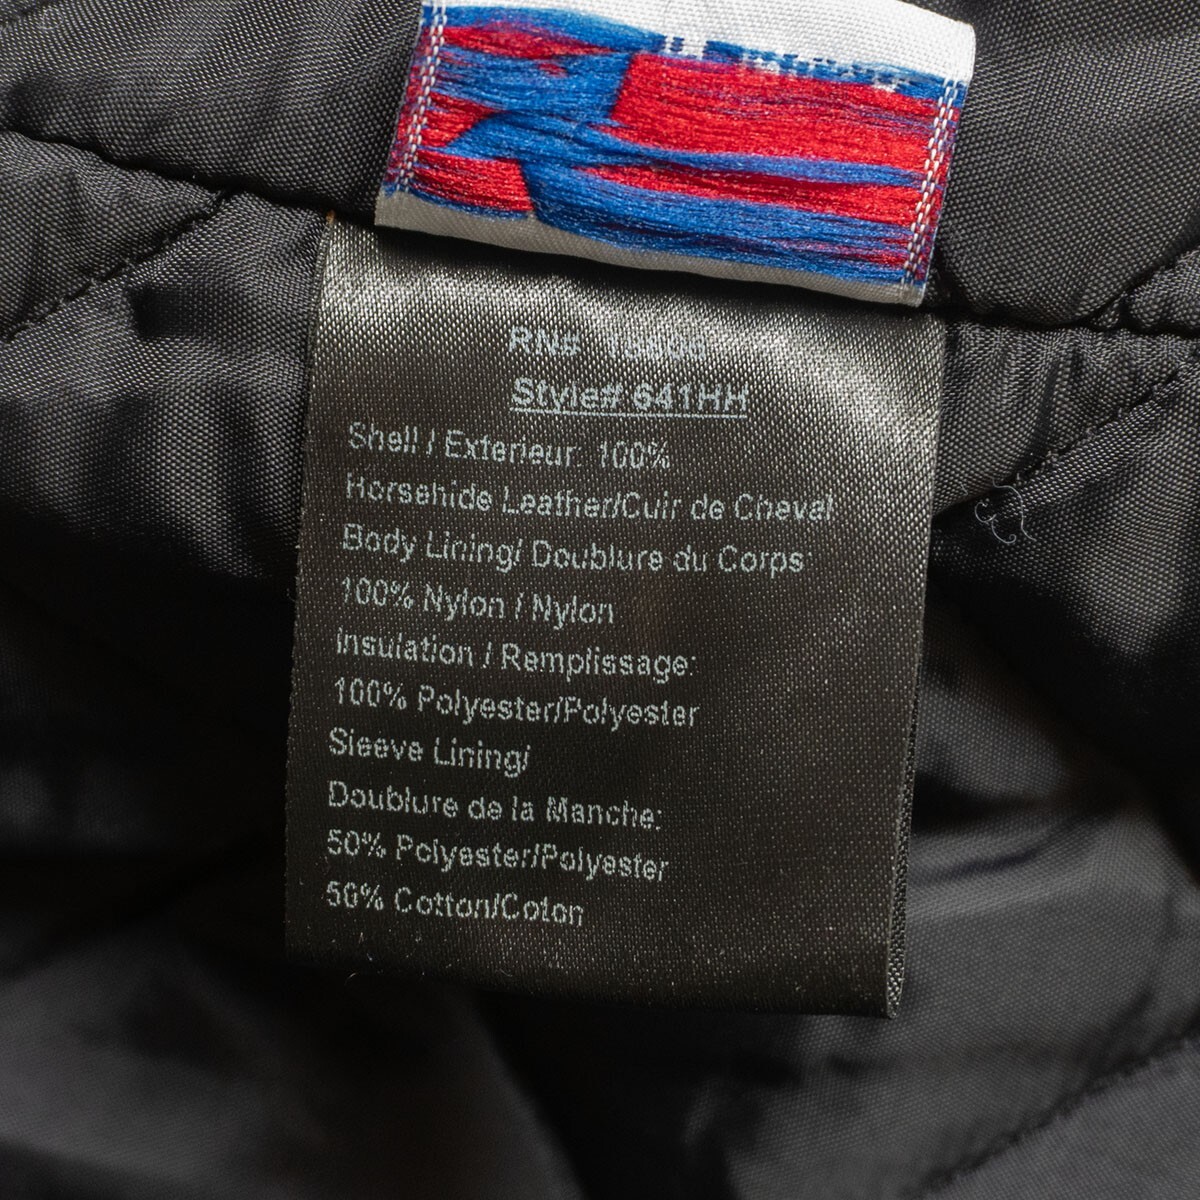 RN#
Style# 641HH
Shell / Exterieur: 100%
Horsehide Leather/Cuir de Cheval
Body Lining/ Doublure du Corps:
100% Nylon / Nylon
Insulation / Remplissage:
100% Polyester/Polyester
Sleeve Lining/
Doublure de la Manche:
50% Polyester/Polyester
50% Cotton/Coton